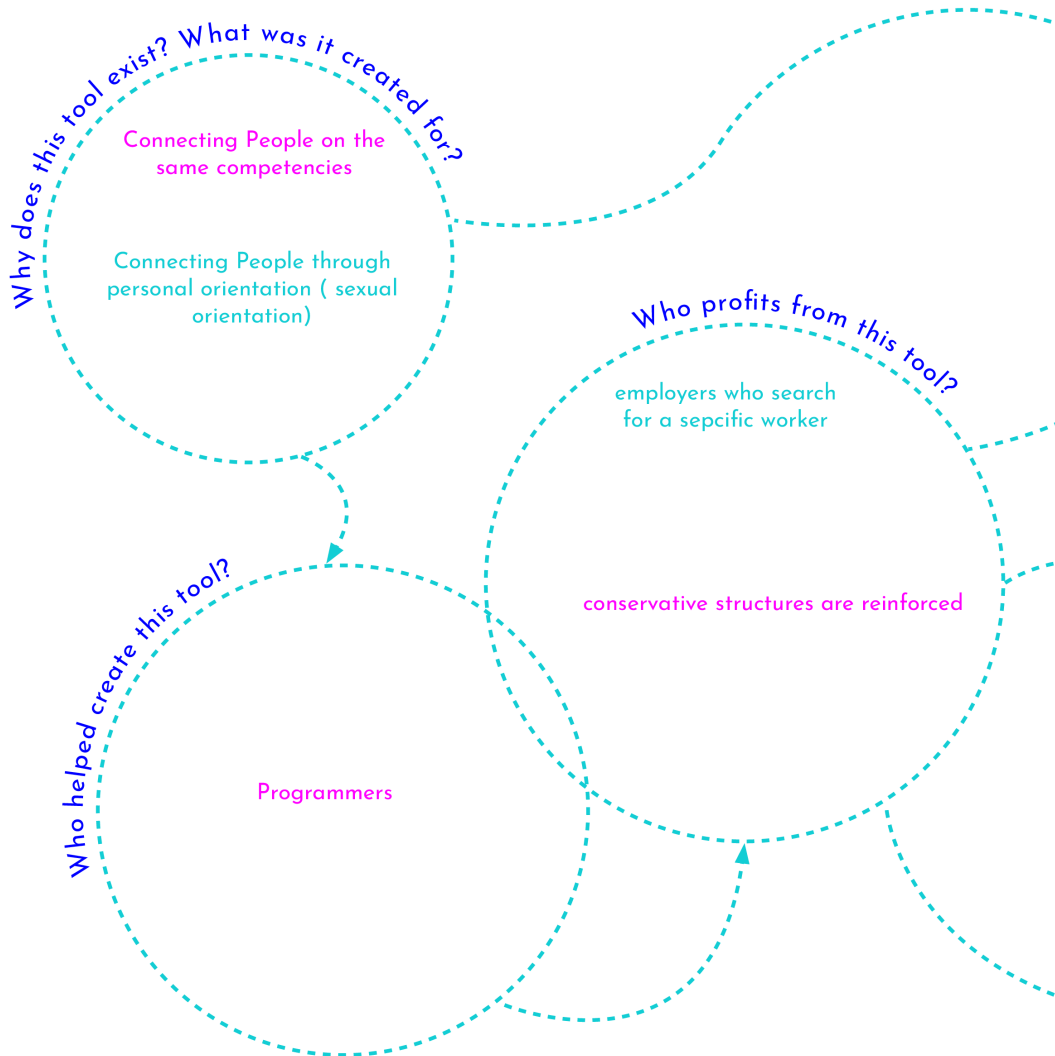 Why does this tool exist? What was it created for?
Connecting People on the
same competencies
Connecting People through
personal orientation ( sexual
orientation)
Who profits from this tool?
employers who search
for a sepcific worker
conservative structures are reinforced
Who helped create this tool?
Programmers